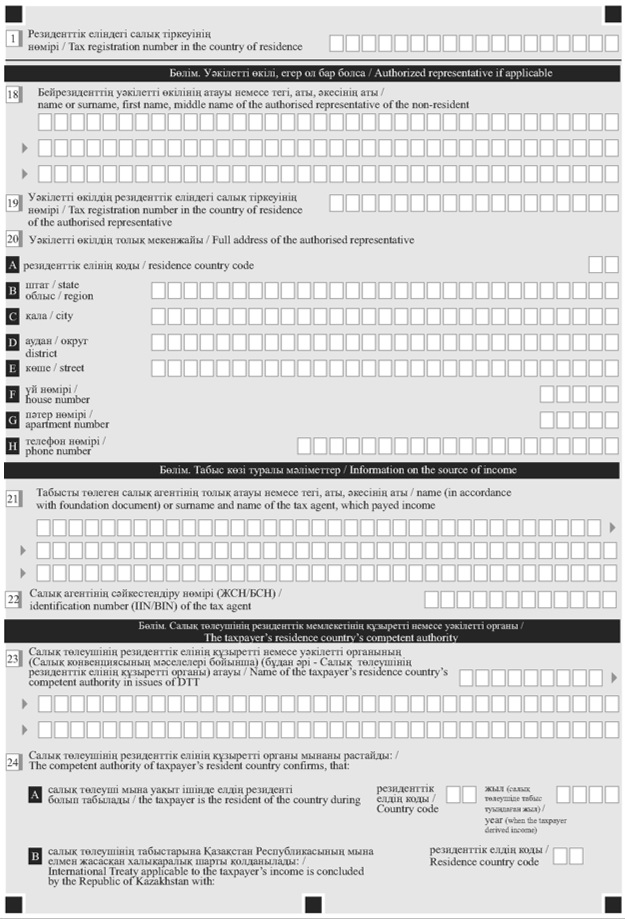 1 Резиденттік еліндегі салық тіркеуінің
нөмірі / Tax registration number in the country of residence
Бөлім. Уәкілетті өкілі, егер ол бар болса / Authorized representative if applicable
18 Бейрезиденттің уәкілетті өкілінің атауы немесе тегі, аты, әкесінің аты /
name or surname, first name, middle name of the authorised representative of the non-resident
19 Уәкілетті өкілдің резиденттік еліндегі салық тіркеуінің
нөмірі / Tax registration number in the country of residence
of the authorised representative
20 Уәкілетті өкілдің толық мекенжайы / Full address of the authorised representative
A резиденттік елінің коды / residence country code
B штат / state
облыс / region
C қала / city
D аудан / округ
district
E көше / street
F үй нөмірі /
house number
G пәтер нөмірі /
apartment number
H телефон нөмірі /
phone number
Бөлім. Табыс көзі туралы мәліметтер / Information on the source of income
21 Табысты төлеген салық агентінің толық атауы немесе тегі, аты, әкесінің аты / name (in accordance
with foundation document) or surname and name of the tax agent, which payed income
22 Салық агентінің сәйкестендіру нөмірі (ЖСН/БСН) /
identification number (IIN/BIN) of the tax agent
Бөлім. Салық төлеушінің резиденттік мемлекетінің құзыретті немесе уәкілетті органы /
The taxpayer's residence country's competent authority
23 Салық төлеушінің резиденттік елінің құзыретті немесе уәкілетті органының
(Салық конвенциясының мәселелері бойынша) (бұдан әрі - Салық төлеушінің
резиденттік елінің құзыретті органы) атауы / Name of the taxpayer's residence country's
competent authority in issues of DTT
24 Салық төлеушінің резиденттік елінің құзыретті органы мынаны растайды: /
The competent authority of taxpayer's resident country confirms, that:
A салық төлеуші мына уақыт ішінде елдің резиденті
болып табылады / the taxpayer is the resident of the country during
резиденттік
елдің коды /
Country code
жыл (салық
төлеушіде табыс
туындаған жыл) /
year (when the taxpayer
derived income)
B салық төлеушінің табыстарына Қазақстан Республикасының мына
елмен жасасқан халықаралық шарты қолданылады: /
International Treaty applicable to the taxpayer's income is concluded
by the Republic of Kazakhstan with:
резиденттік елдің коды /
Residence country code